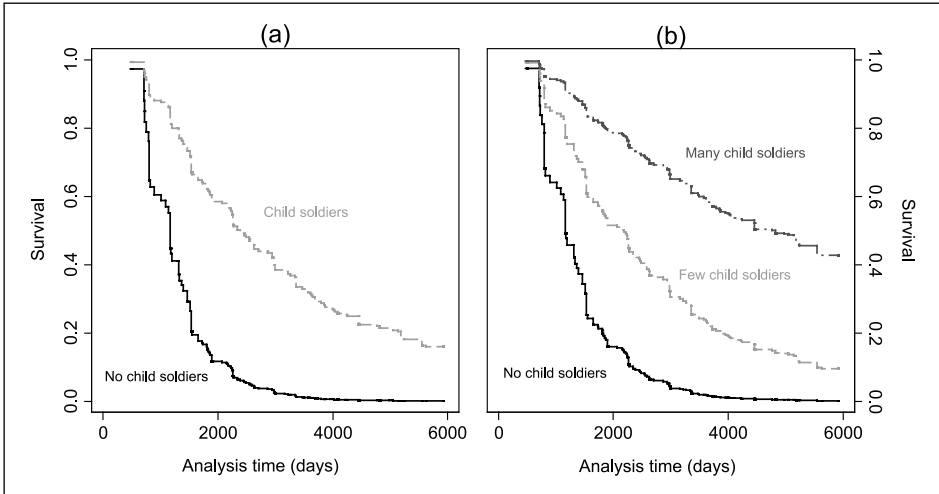 (a)
Survival
1.0
0.8
0.6
0.4
0.2
0.0
Child soldiers
No child soldiers
0
2000
4000
6000
Analysis time (days)
(b)
Many child soldiers
Few child soldiers
No child soldiers
1.0
0.8
0.6
0.4
0.2
0.0
Survival
0
2000
4000
6000
Analysis time (days)